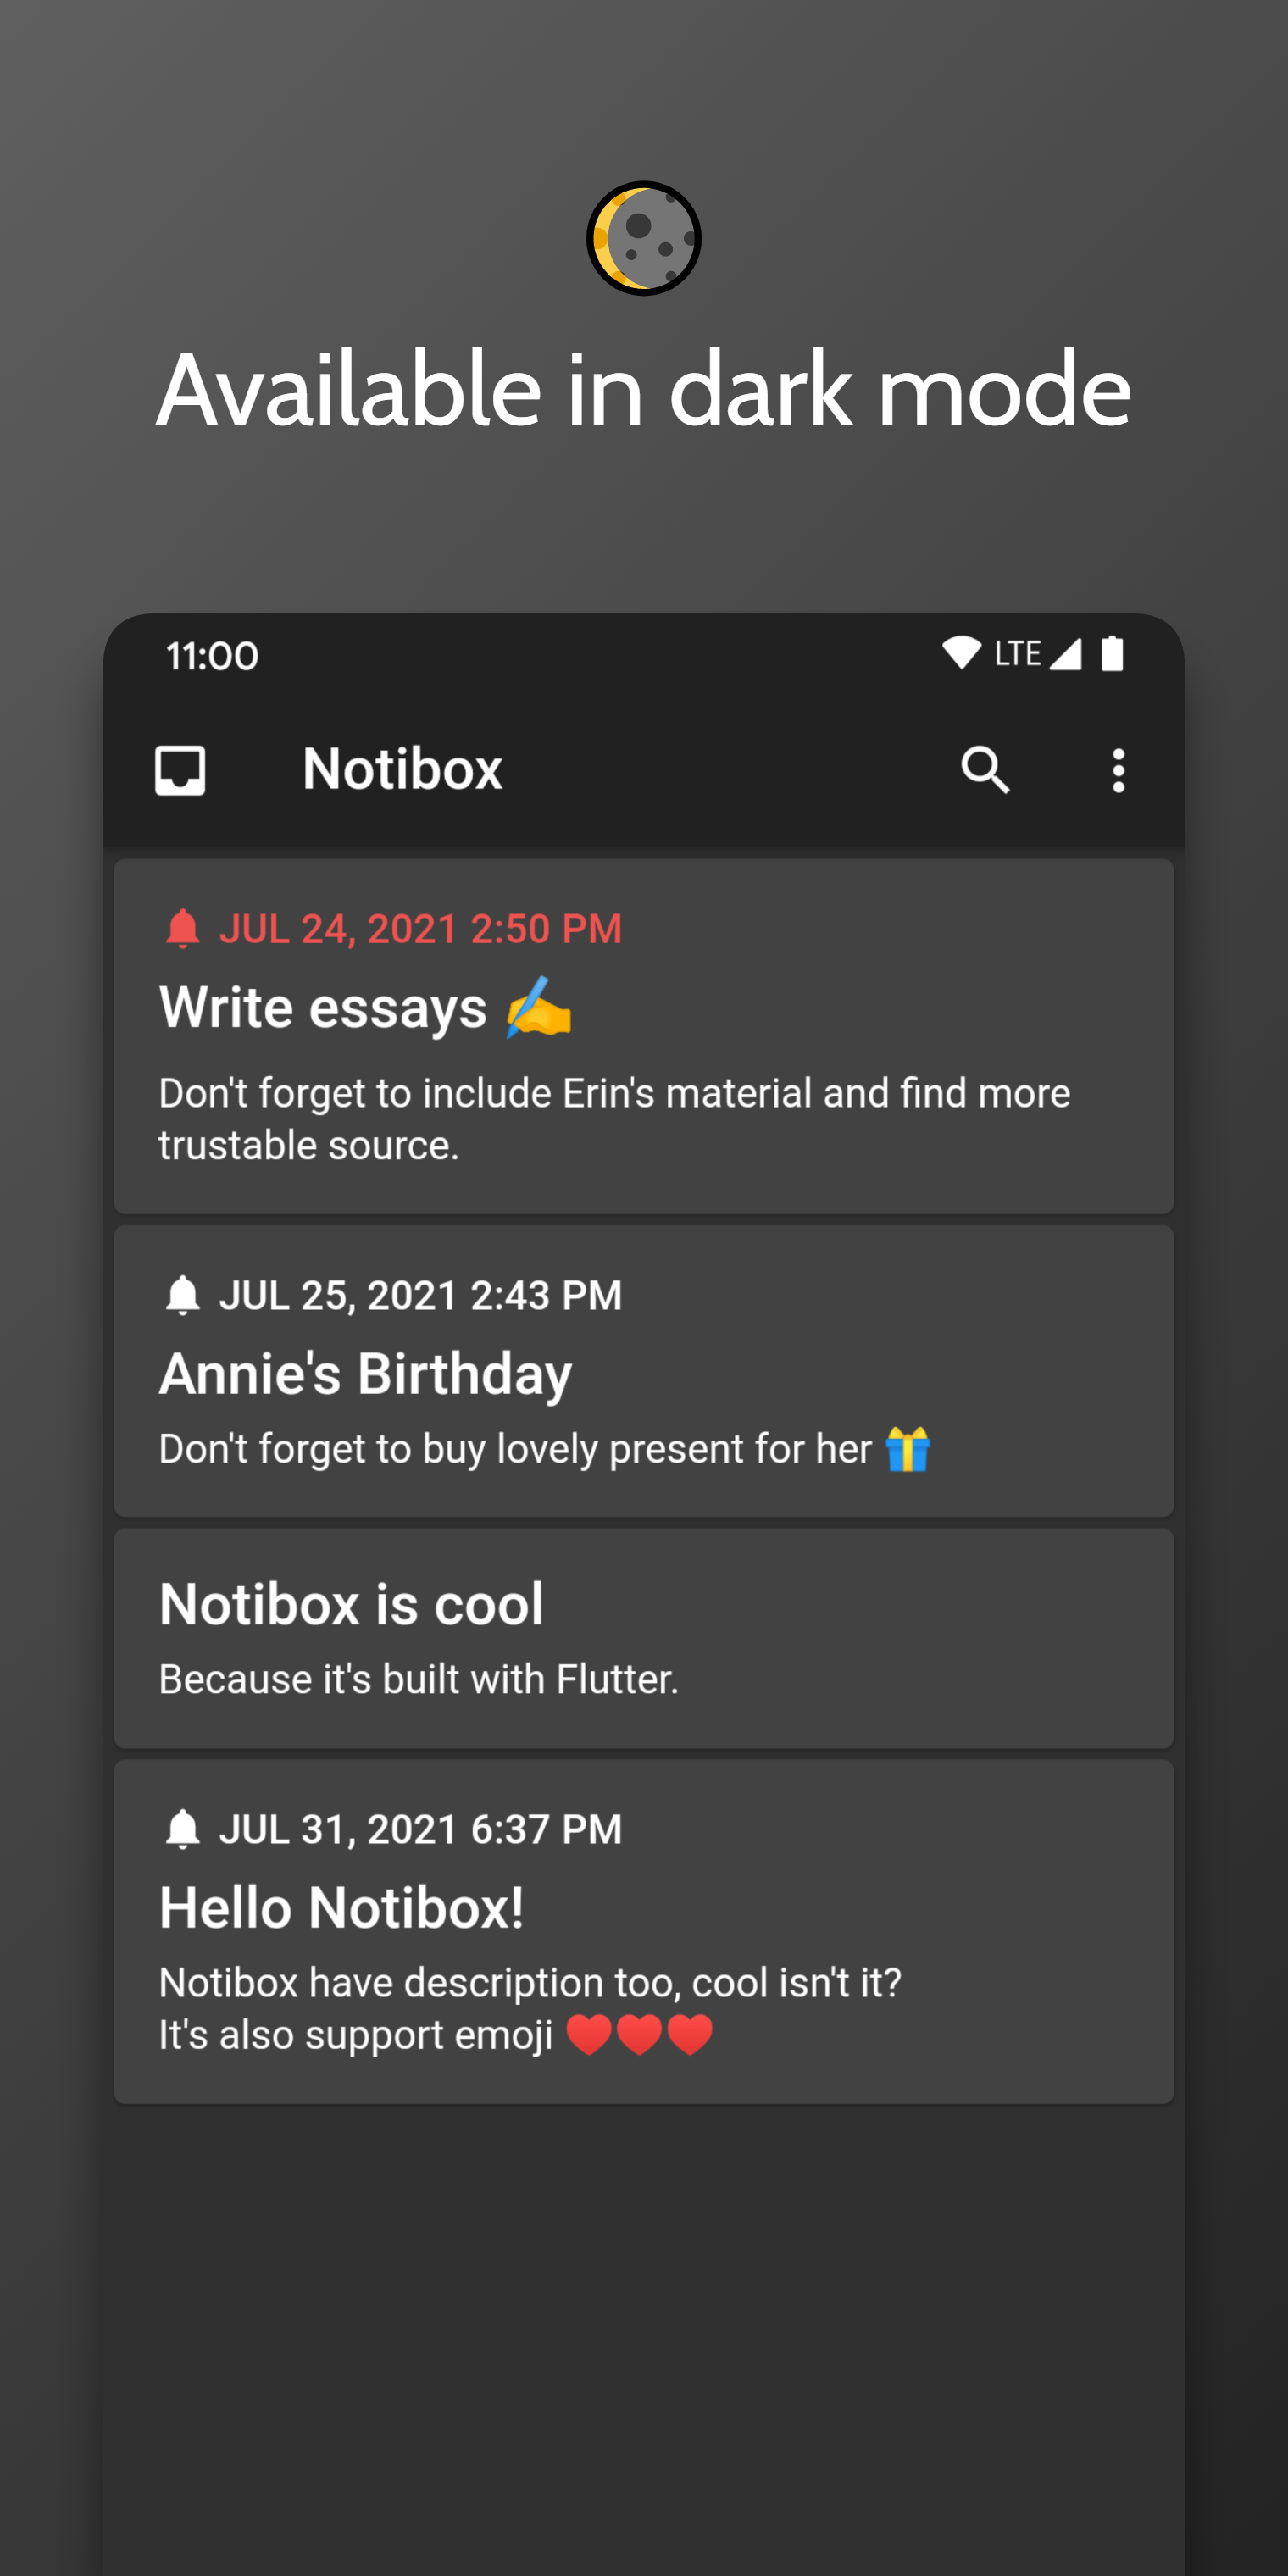 Available in dark mode
11:00 LTE
Notibox
JUL 24, 2021 2:50 PM
Write essays ✍️
Don't forget to include Erin's material and find more
trustable source.
JUL 25, 2021 2:43 PM
Annie's Birthday
Don't forget to buy lovely present for her 🎁
Notibox is cool
Because it's built with Flutter.
JUL 31, 2021 6:37 PM
Hello Notibox!
Notibox have description too, cool isn't it?
It's also support emoji ❤️❤️❤️